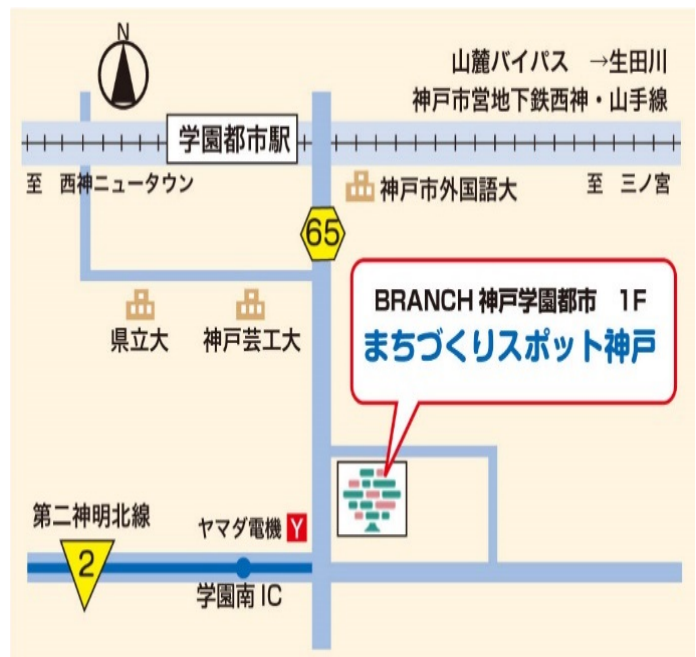 N
山麓バイパス →生田川
神戸市営地下鉄西神・山手線
学園都市駅
至 西神ニュータウン
神戸市外国語大
至 三ノ宮
65
BRANCH 神戸学園都市 1F
まちづくりスポット神戸
県立大
神戸芸工大
第二神明北線
ヤマダ電機 Y
2
学園南 IC